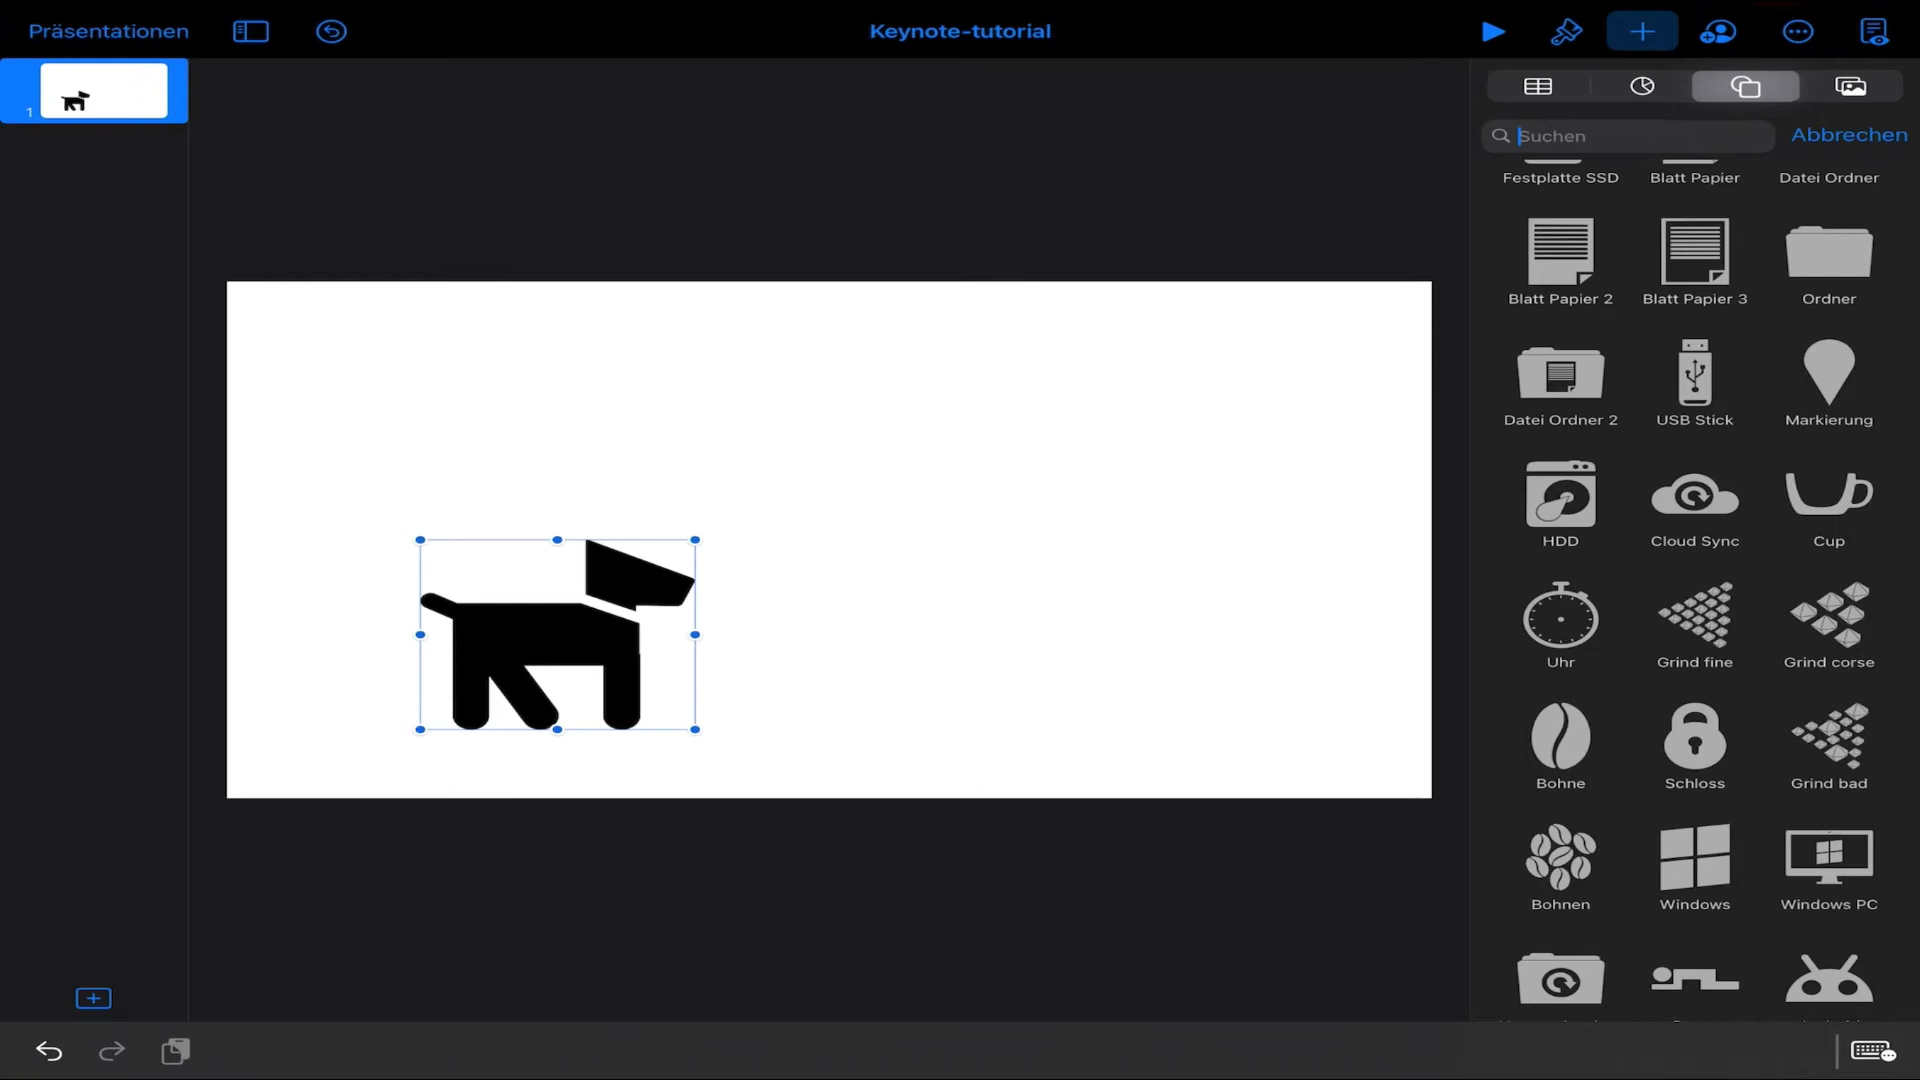 Präsentationen
Keynote-tutorial
1
Suchen
Abbrechen
Festplatte SSD
Blatt Papier
Datei Ordner
Blatt Papier 2
Blatt Papier 3
Ordner
Datei Ordner 2
USB Stick
Markierung
HDD
Cloud Sync
Cup
Uhr
Grind fine
Grind corse
Bohne
Schloss
Grind bad
Bohnen
Windows
Windows PC